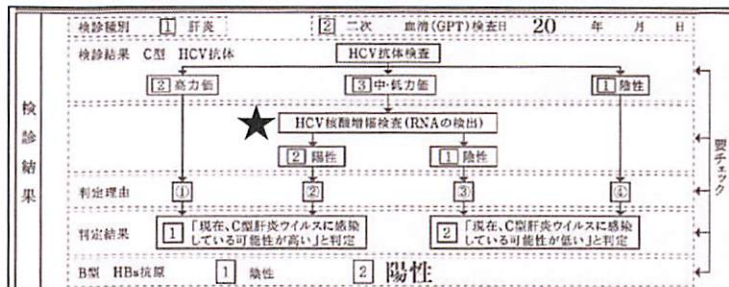 検診種別 1 肝炎 2 二次 血清(GPT)検査日 20 年 月 日
検診結果 C型 HCV抗体 HCV抗体検査
2 高力価 3 中・低力価 1 陰性
検診結果
★ HCV核酸増幅検査(RNAの検出)
2 陽性 1 陰性
要チェック
判定理由 ① ② ③ ④
判定結果 1 「現在、C型肝炎ウイルスに感染している可能性が高い」と判定 2 「現在、C型肝炎ウイルスに感染している可能性が低い」と判定
B型 HBs抗原 1 陰性 2 陽性